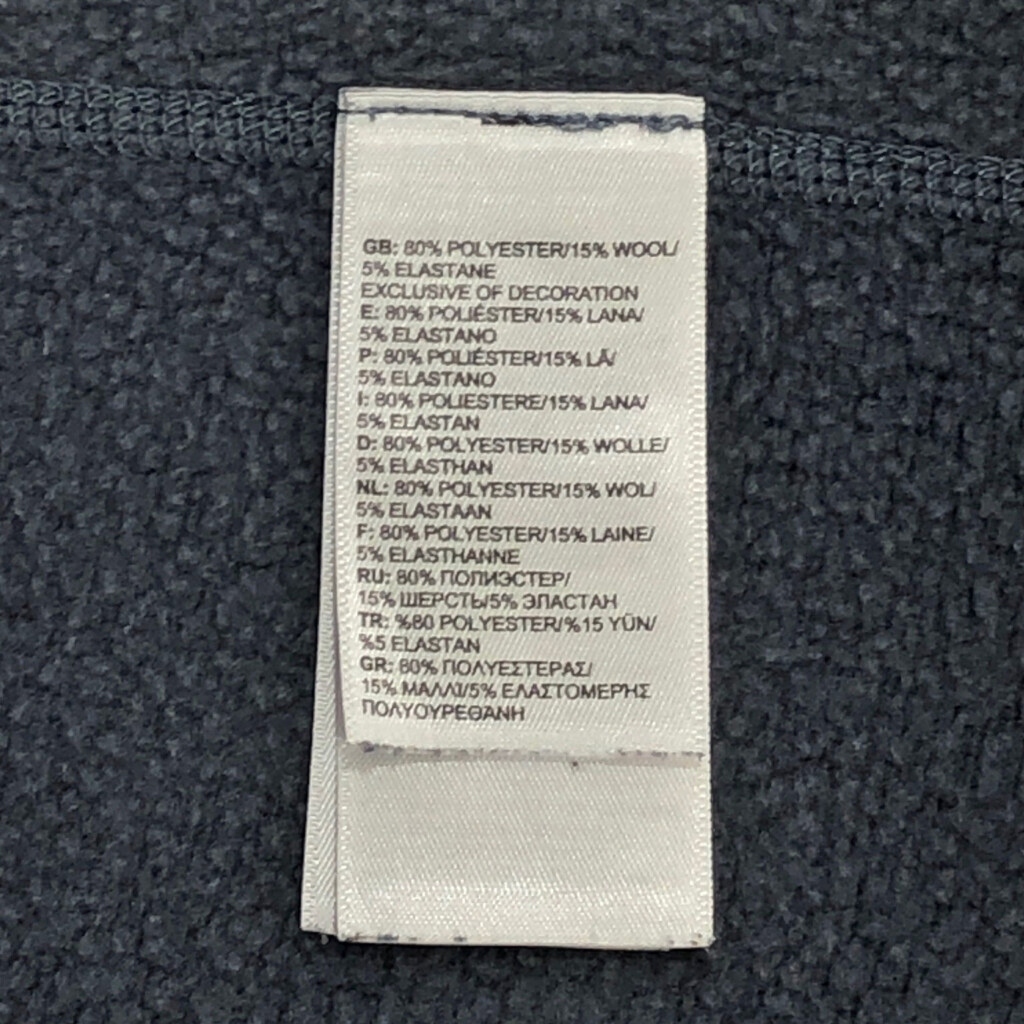 GB: 80% POLYESTER/15% WOOL/
5% ELASTANE
EXCLUSIVE OF DECORATION
E: 80% POLIÉSTER/15% LANA/
5% ELASTANO
P: 80% POLIÉSTER/15% LÃ/
5% ELASTANO
I: 80% POLIESTERE/15% LANA/
5% ELASTAN
D: 80% POLYESTER/15% WOLLE/
5% ELASTHAN
NL: 80% POLYESTER/15% WOL/
5% ELASTAAN
F: 80% POLYESTER/15% LAINE/
5% ELASTHANNE
RU: 80% ПОЛИЭСТЕР/
15% ШЕРСТЬ/5% ЭЛАСТАН
TR: %80 POLYESTER/%15 YÜN/
%5 ELASTAN
GR: 80% ΠΟΛΥΕΣΤΕΡΑΣ/
15% ΜΑΛΛΙ/5% ΕΛΑΣΤΟΜΕΡΗΣ
ΠΟΛΥΟΥΡΕΘΑΝΗ